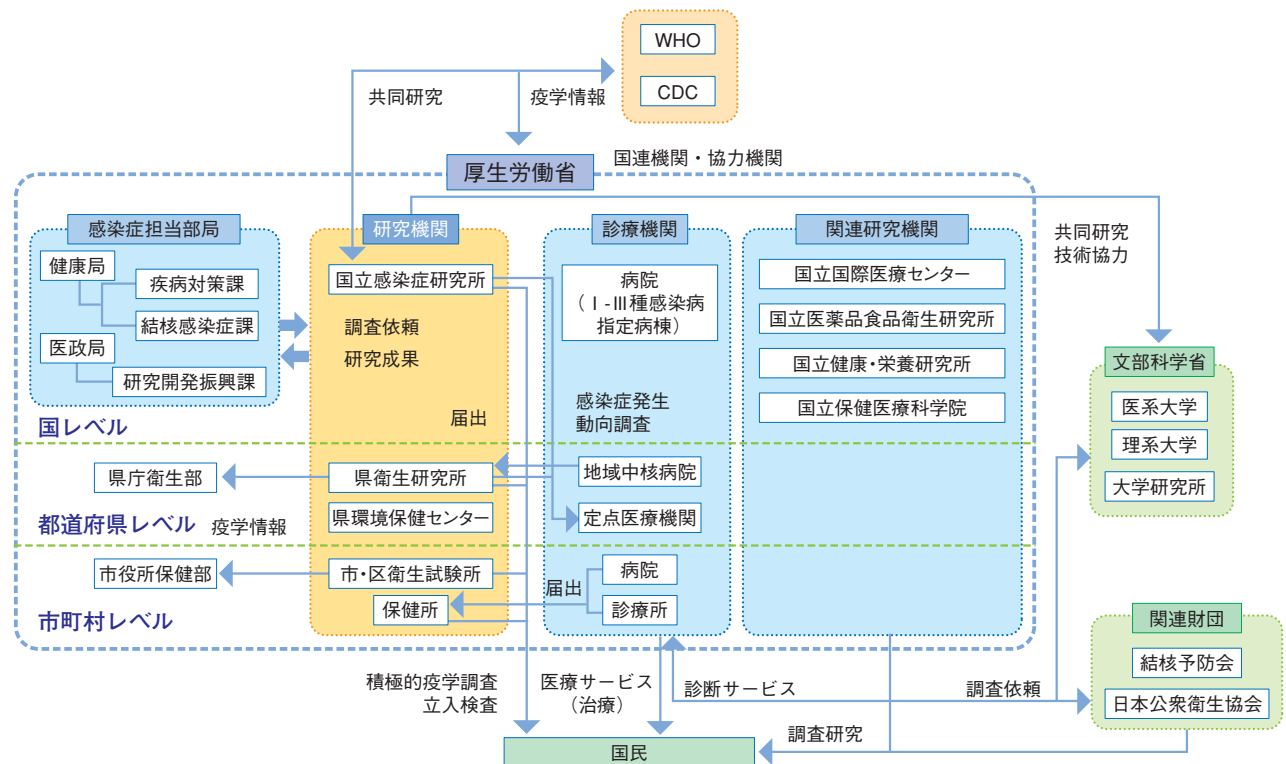 WHO
CDC
共同研究
疫学情報
国連機関・協力機関
厚生労働省
感染症担当部局
健康局
疾病対策課
結核感染症課
医政局
研究開発振興課
国レベル
研究機関
国立感染症研究所
調査依頼
研究成果
届出
診療機関
病院
（Ⅰ-Ⅲ種感染病
指定病棟）
感染症発生
動向調査
関連研究機関
国立国際医療センター
国立医薬品食品衛生研究所
国立健康・栄養研究所
国立保健医療科学院
共同研究
技術協力
文部科学省
医系大学
理系大学
大学研究所
県庁衛生部
県衛生研究所
地域中核病院
都道府県レベル
疫学情報
県環境保健センター
定点医療機関
市役所保健部
市・区衛生試験所
病院
届出
保健所
診療所
市町村レベル
関連財団
結核予防会
日本公衆衛生協会
積極的疫学調査
立入検査
医療サービス
（治療）
診断サービス
調査依頼
調査研究
国民